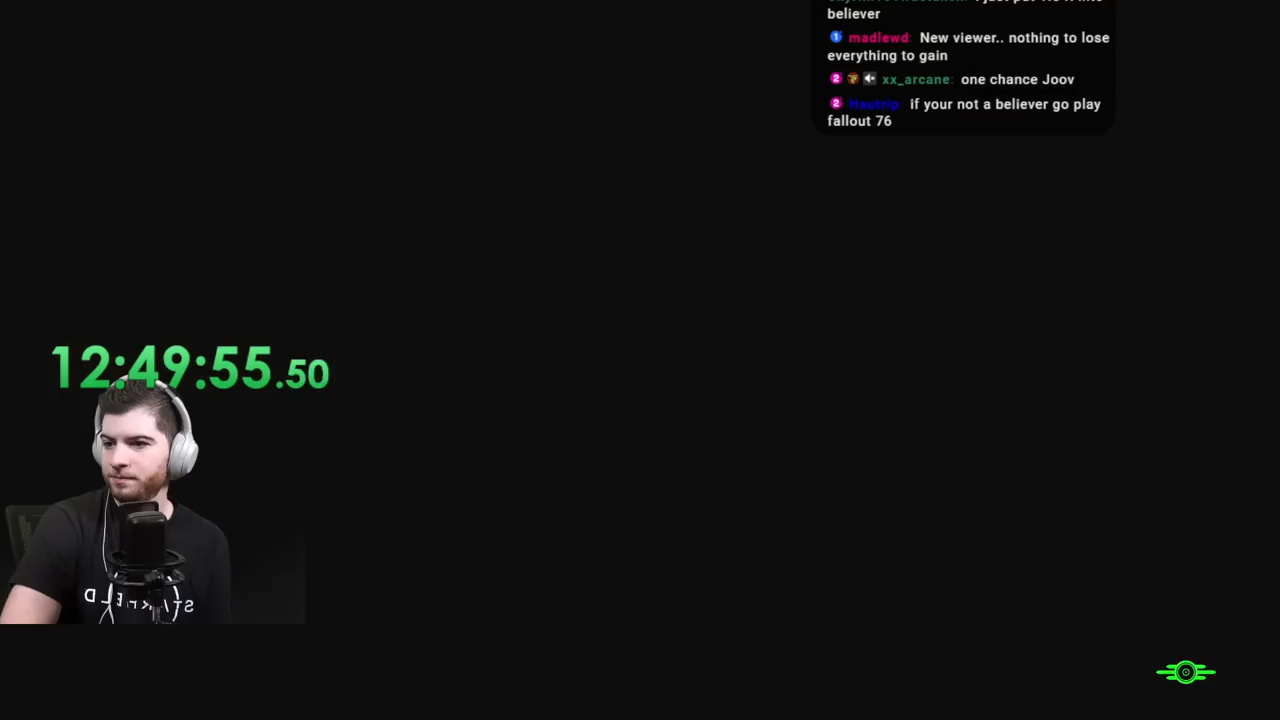 believer
madlewd: New viewer.. nothing to lose
everything to gain
xx_arcane: one chance Joov
Hautrip: if your not a believer go play
fallout 76
12:49:55.50